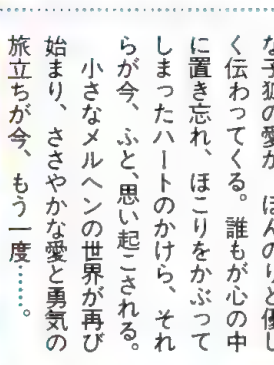 な子狐の愛が、ほんのりと優し
く伝わってくる。誰もが心の中
に置き忘れ、ほこりをかぶって
しまったハートのかけら、それ
らが今、ふと、思い起こされる。
小さなメルヘンの世界が再び
始まり、ささやかな愛と勇気の
旅立ちが今、もう一度……。